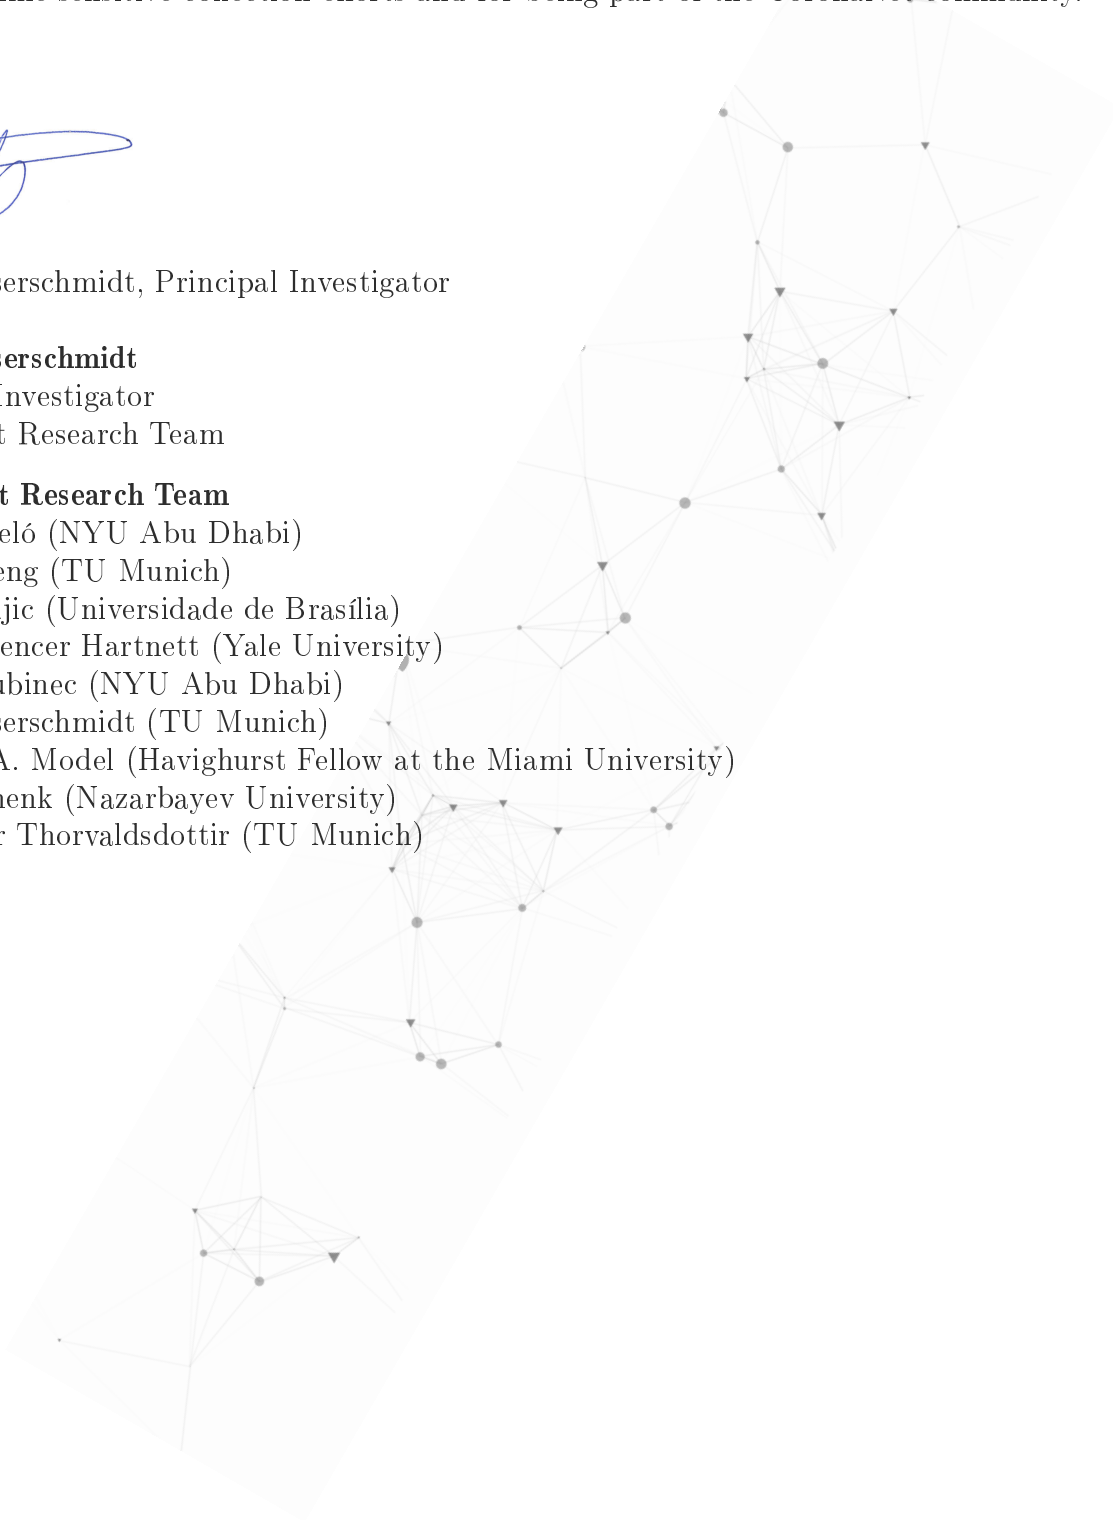 sensitive collection efforts and for being part of the CoronaNet Community.
serschmidt, Principal Investigator
serschmidt
Investigator
t Research Team
t Research Team
eló (NYU Abu Dhabi)
eng (TU Munich)
jic (Universidade de Brasília)
encer Hartnett (Yale University)
ubinec (NYU Abu Dhabi)
serschmidt (TU Munich)
A. Model (Havighurst Fellow at the Miami University)
henk (Nazarbayev University)
r Thorvaldsdottir (TU Munich)